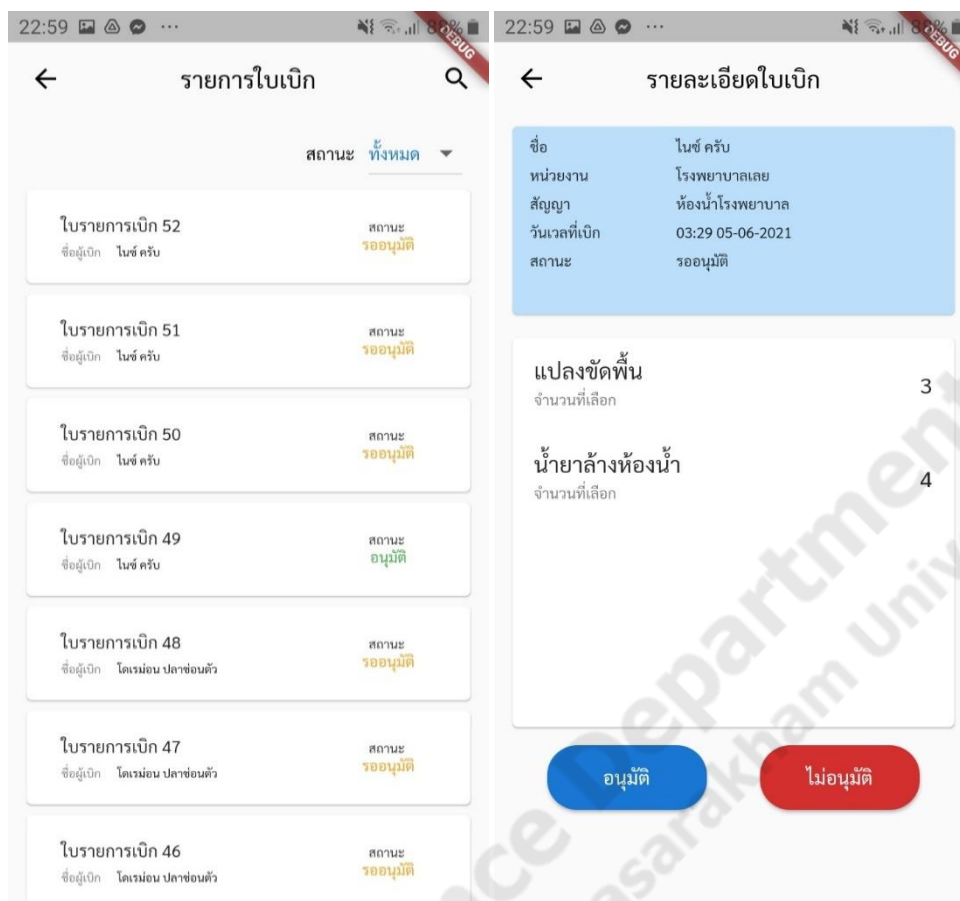 22:59 ... 88%
DEBUG
รายการใบเบิก
สถานะ ทั้งหมด
ใบรายการเบิก 52
สถานะ
ชื่อผู้เบิก ไนซ์ ครับ
รออนุมัติ
ใบรายการเบิก 51
สถานะ
ชื่อผู้เบิก ไนซ์ ครับ
รออนุมัติ
ใบรายการเบิก 50
สถานะ
ชื่อผู้เบิก ไนซ์ ครับ
รออนุมัติ
ใบรายการเบิก 49
สถานะ
ชื่อผู้เบิก ไนซ์ ครับ
อนุมัติ
ใบรายการเบิก 48
สถานะ
ชื่อผู้เบิก โดเรม่อน ปลาช่อนตัว
รออนุมัติ
ใบรายการเบิก 47
สถานะ
ชื่อผู้เบิก โดเรม่อน ปลาช่อนตัว
รออนุมัติ
ใบรายการเบิก 46
สถานะ
ชื่อผู้เบิก โดเรม่อน ปลาช่อนตัว
รออนุมัติ
22:59 ... 88%
DEBUG
รายละเอียดใบเบิก
ชื่อ ไนซ์ ครับ
หน่วยงาน โรงพยาบาลเลย
สัญญา ห้องน้ำโรงพยาบาล
วันเวลที่เบิก 03:29 05-06-2021
สถานะ รออนุมัติ
แปลงขัดพื้น
จำนวนที่เลือก 3
น้ำยาล้างห้องน้ำ
จำนวนที่เลือก 4
อนุมัติ ไม่อนุมัติ